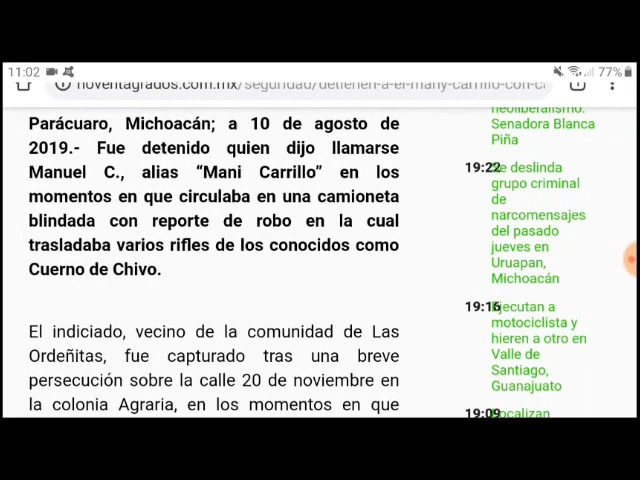 11:02
77%
noventagrados.com.mx/seguridad/detienen-a-el-many-carrillo-con-ca
Parácuaro, Michoacán; a 10 de agosto de
2019.- Fue detenido quien dijo llamarse
Manuel C., alias “Mani Carrillo” en los
momentos en que circulaba en una camioneta
blindada con reporte de robo en la cual
trasladaba varios rifles de los conocidos como
Cuerno de Chivo.
El indiciado, vecino de la comunidad de Las
Ordeñitas, fue capturado tras una breve
persecución sobre la calle 20 de noviembre en
la colonia Agraria, en los momentos en que
neoliberalismo:
Senadora Blanca
Piña
19:22 Se deslinda
grupo criminal
de
narcomensajes
del pasado
jueves en
Uruapan,
Michoacán
19:16 Ejecutan a
motociclista y
hieren a otro en
Valle de
Santiago,
Guanajuato
19:09 Localizan